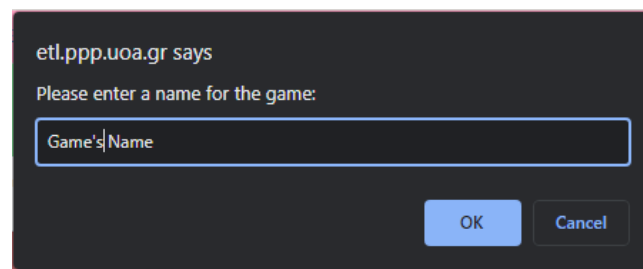 etl.ppp.uoa.gr says
Please enter a name for the game:
Game's Name
OK Cancel